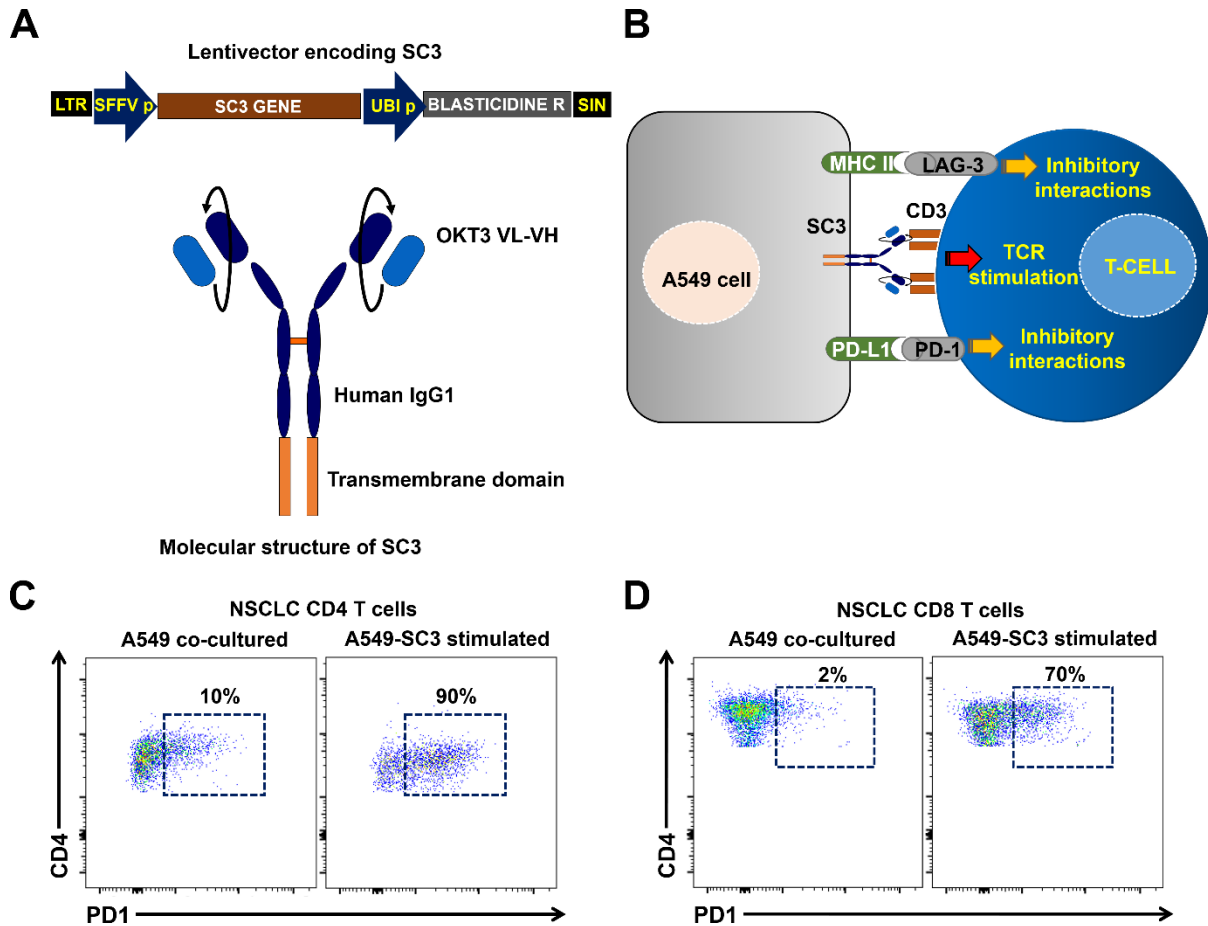 A
Lentivector encoding SC3
LTR SFFV p SC3 GENE UBI p BLASTICIDINE R SIN
OKT3 VL-VH
Human IgG1
Transmembrane domain
Molecular structure of SC3
B
MHC II LAG-3 Inhibitory
interactions
SC3 CD3
A549 cell
TCR
stimulation
T-CELL
PD-L1 PD-1 Inhibitory
interactions
C
NSCLC CD4 T cells
A549 co-cultured A549-SC3 stimulated
10% 90%
CD4
PD1
D
NSCLC CD8 T cells
A549 co-cultured A549-SC3 stimulated
2% 70%
CD4
PD1